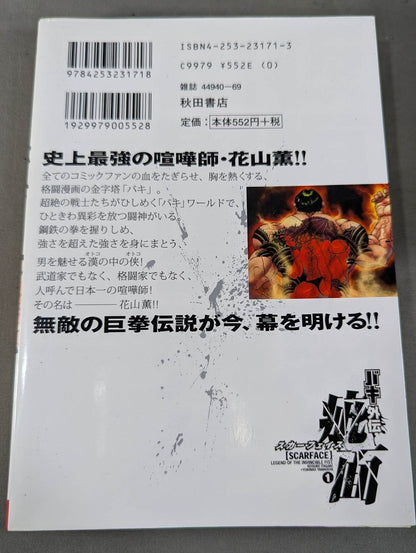 ISBN4-253-23171-3
C9979 ¥552E (0)
9784253231718
雑誌 44940-69
秋田書店
1929979005528
定価：本体552円+税
史上最強の喧嘩師・花山薫!!
全てのコミックファンの血をたぎらせ、胸を熱くする、
格闘漫画の金字塔「バキ」。
超絶の戦士たちがひしめく「バキ」ワールドで、
ひときわ異彩を放つ闘神がいる。
鋼鉄の拳を握りしめ、
強さを超えた強さを身にまとう、
オトコ オトコ
男を魅せる漢の中の侠!
武道家でもなく、格闘家でもなく、
人呼んで日本一の喧嘩師!
その名は———花山薫!!
無敵の巨拳伝説が今、幕を明ける!!
バキ外伝
疵面
スカーフェイス
[SCARFACE]
LEGEND OF THE INVINCIBLE FIST
KEISUKE ITAGAKI
+YUKINAO YAMAUCHI
1